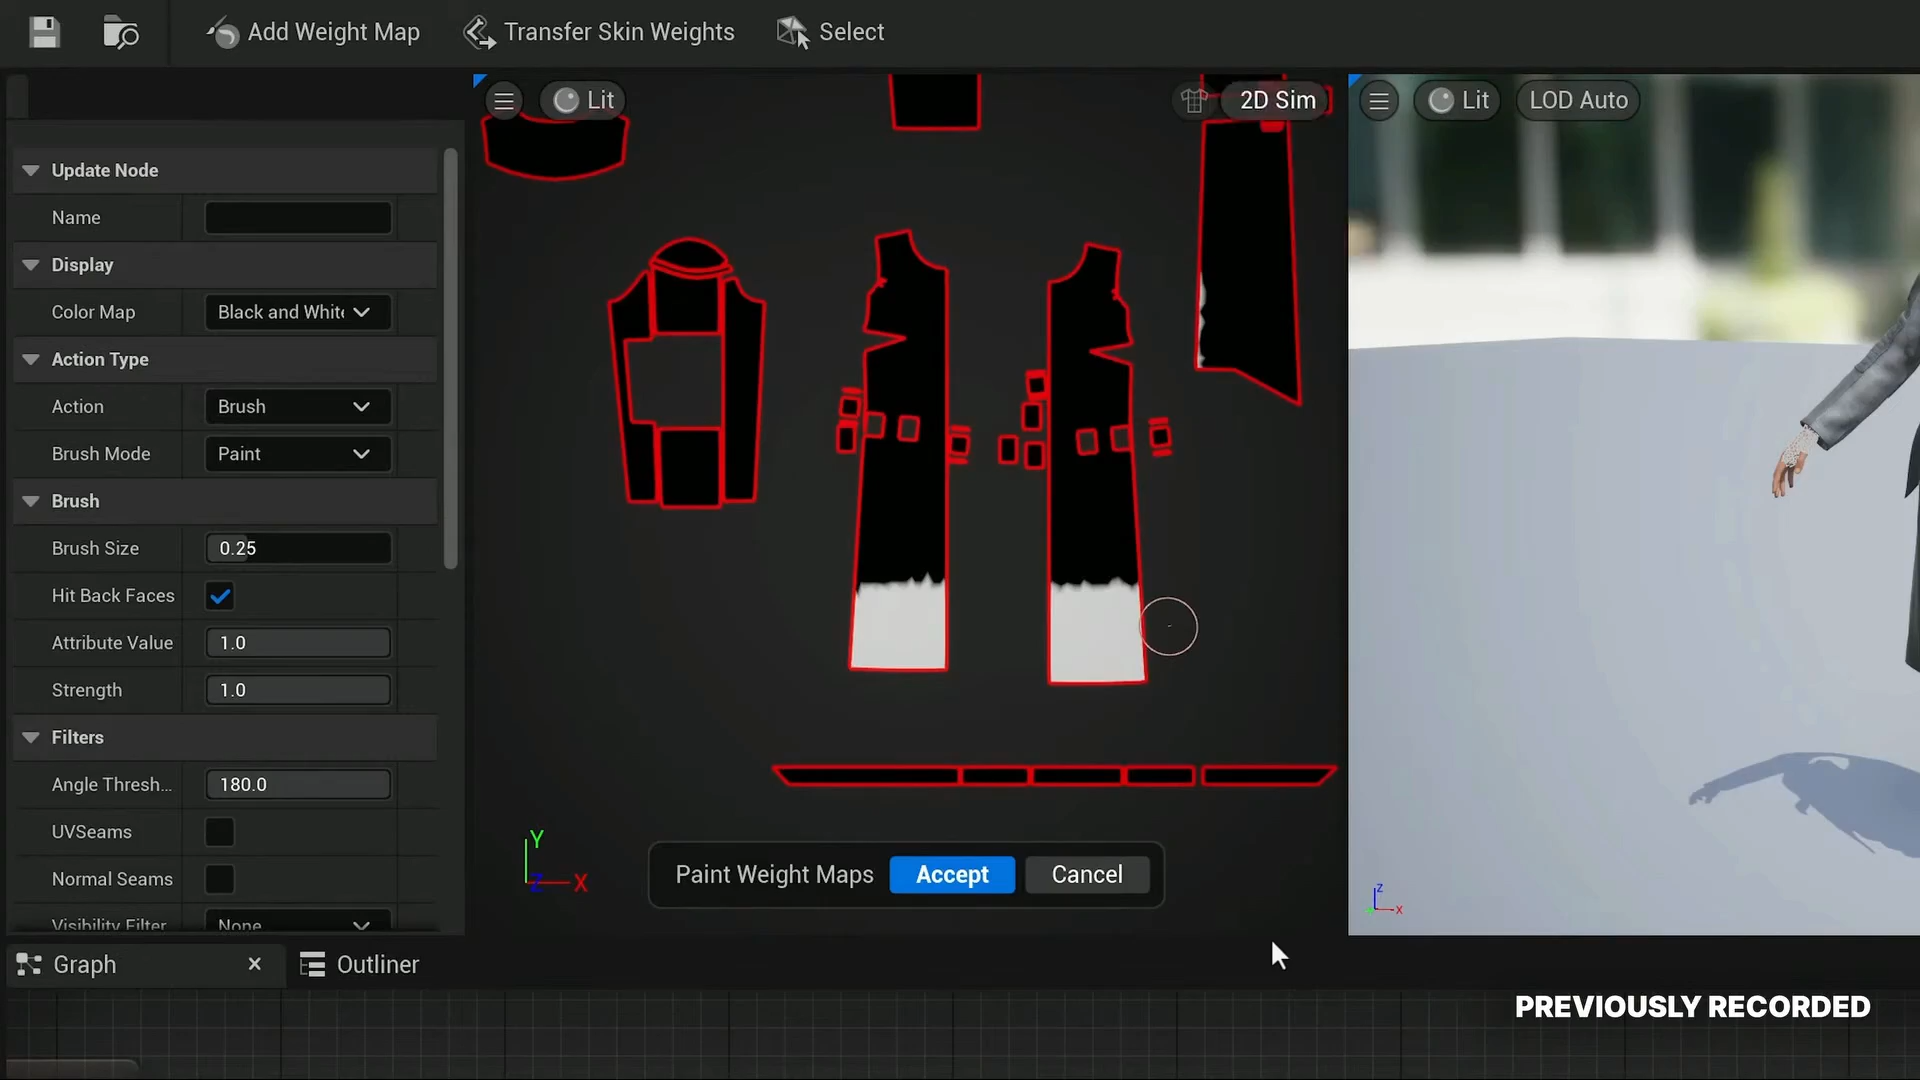 Add Weight Map
Transfer Skin Weights
Select
Update Node
Name
Display
Color Map
Black and White
Action Type
Action
Brush
Brush Mode
Paint
Brush
Brush Size
0.25
Hit Back Faces
Attribute Value
1.0
Strength
1.0
Filters
Angle Thresh...
180.0
UVSeams
Normal Seams
Visibility Filter
None
Lit
2D Sim
Y
Z
X
Paint Weight Maps
Accept
Cancel
Lit
LOD Auto
Z
X
Graph
Outliner
PREVIOUSLY RECORDED